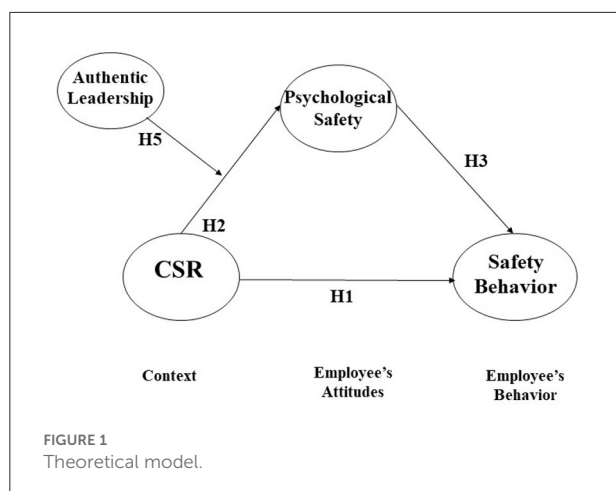 Authentic
Leadership
Psychological
Safety
H5
H3
H2
CSR
Safety
Behavior
H1
Context
Employee's
Attitudes
Employee's
Behavior
FIGURE 1
Theoretical model.